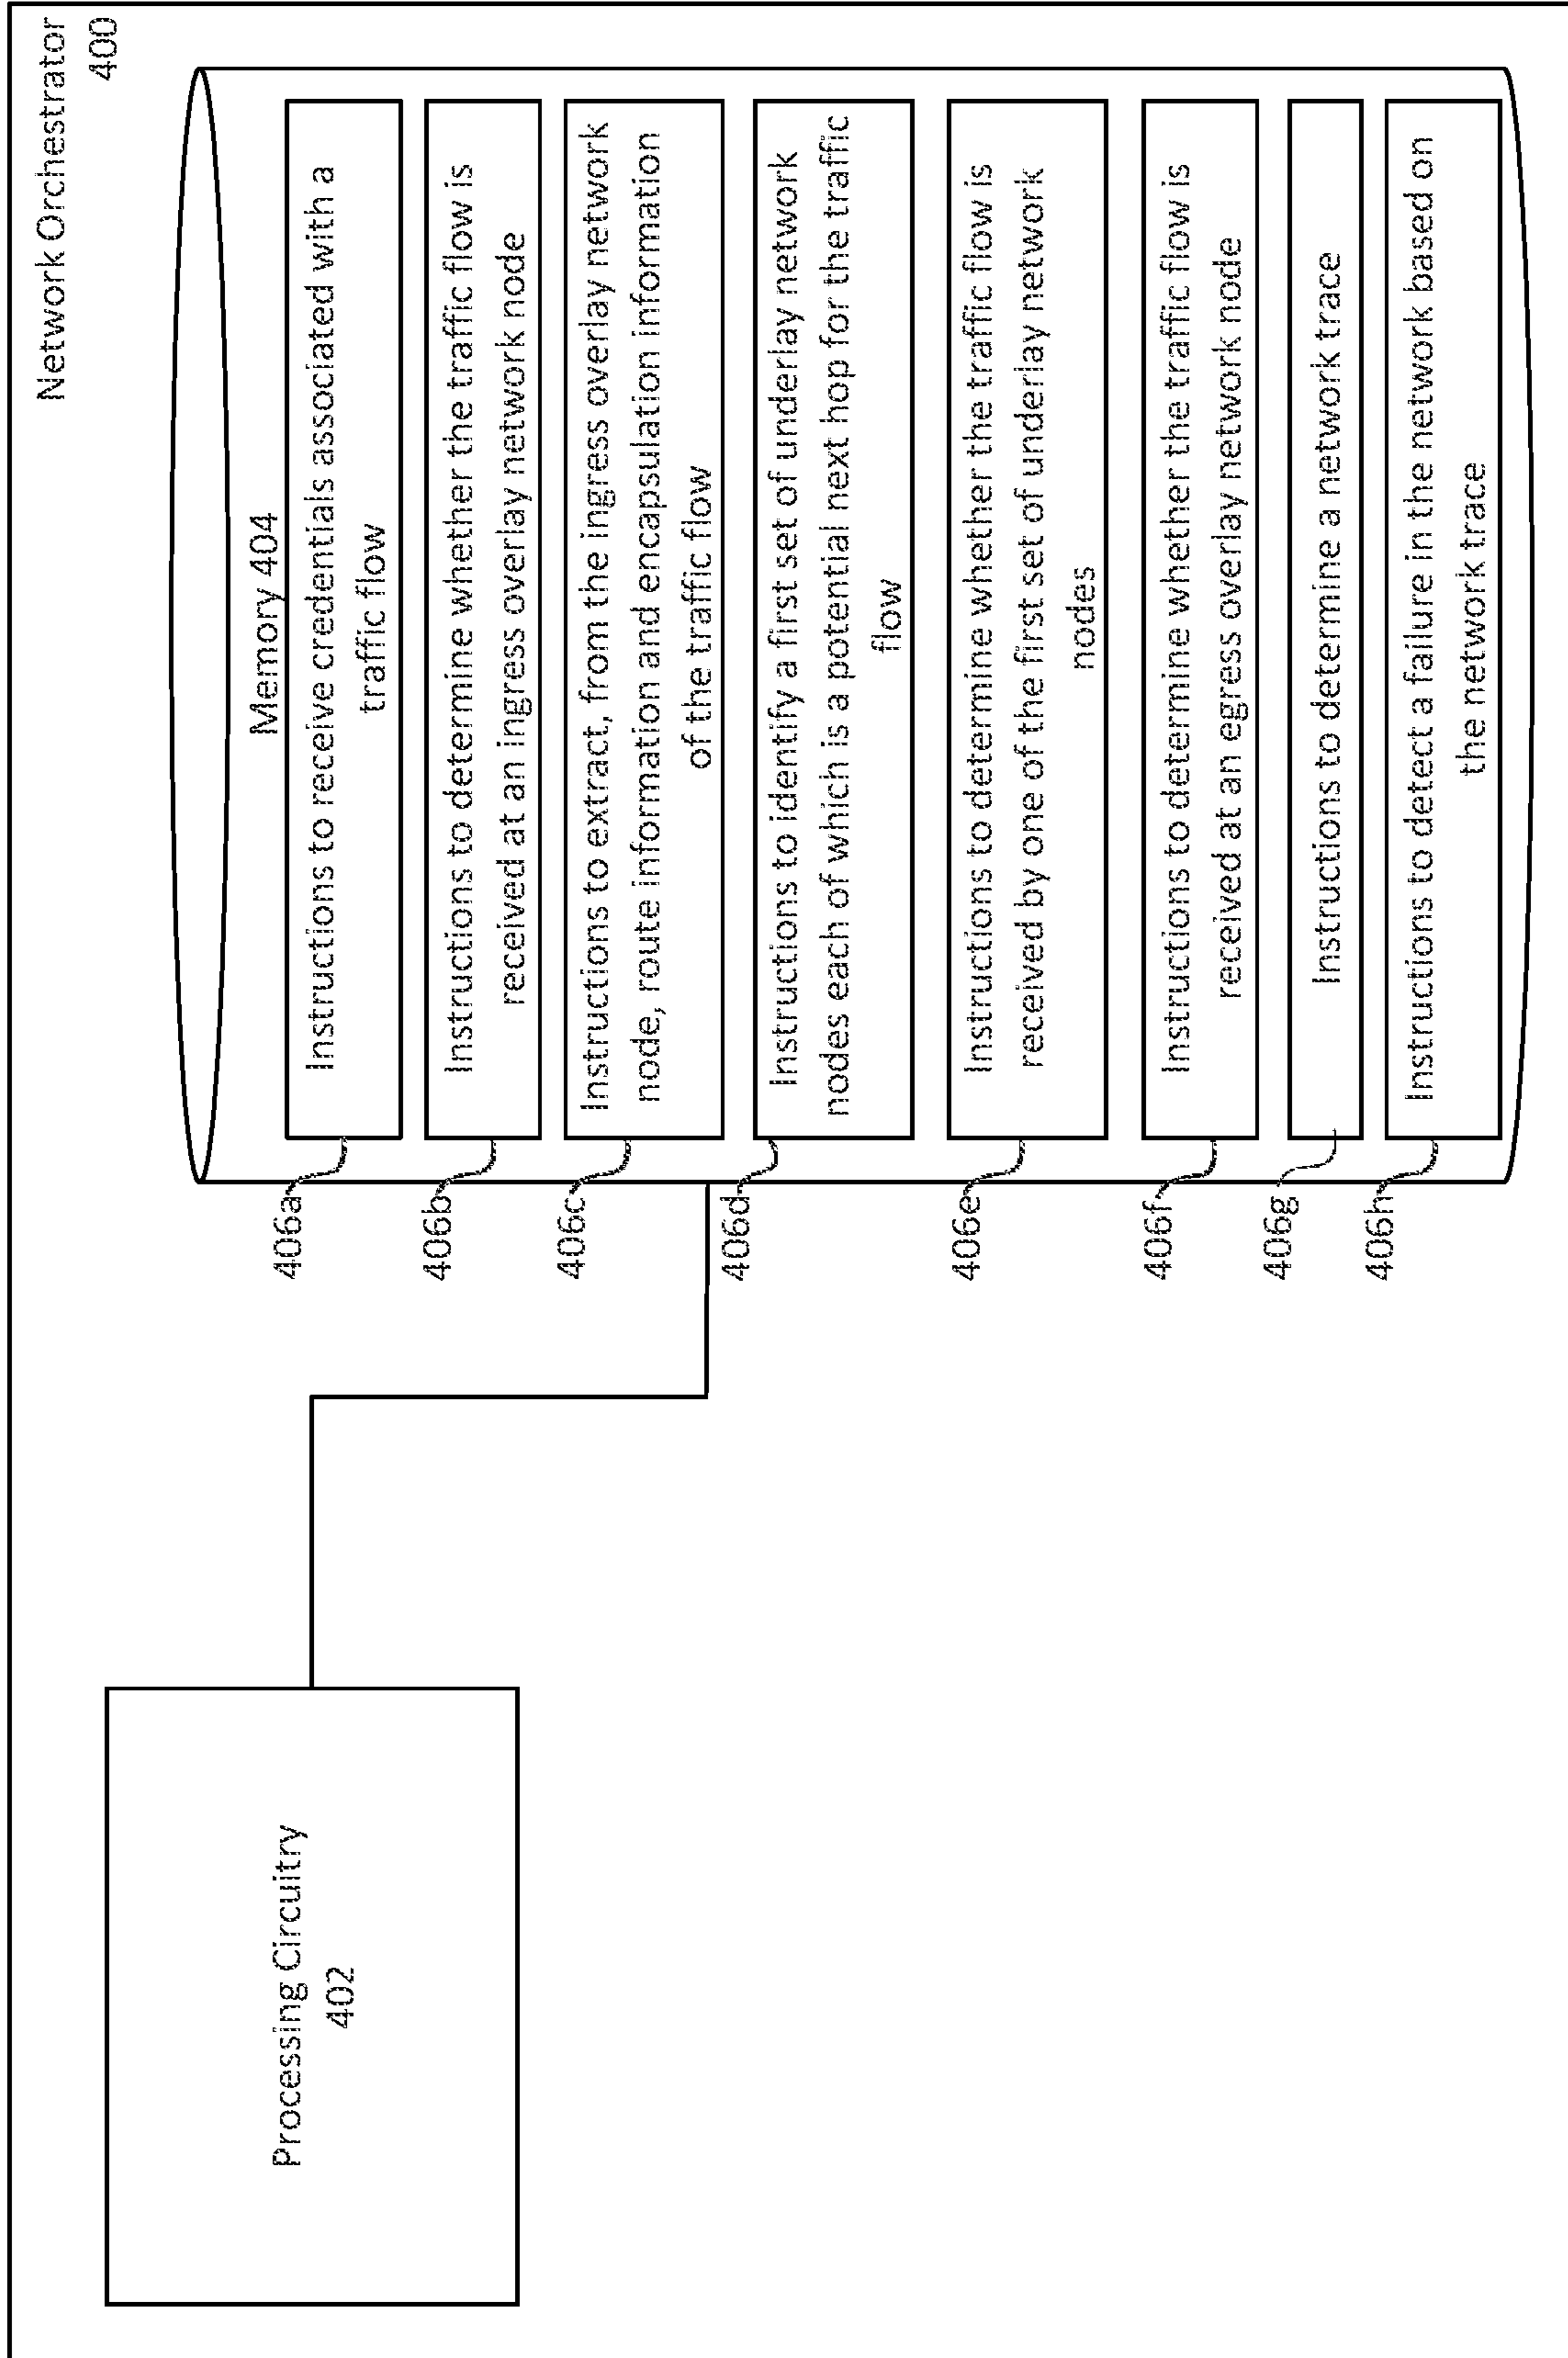 Network Orchestrator
400
Processing Circuitry
402
Memory 404
406a
Instructions to receive credentials associated with a
traffic flow
406b
Instructions to determine whether the traffic flow is
received at an ingress overlay network node
406c
Instructions to extract, from the ingress overlay network
node, route information and encapsulation information
of the traffic flow
406d
Instructions to identify a first set of underlay network
nodes each of which is a potential next hop for the traffic
flow
406e
Instructions to determine whether the traffic flow is
received by one of the first set of underlay network
nodes
406f
Instructions to determine whether the traffic flow is
received at an egress overlay network node
406g
Instructions to determine a network trace
406h
Instructions to detect a failure in the network based on
the network trace